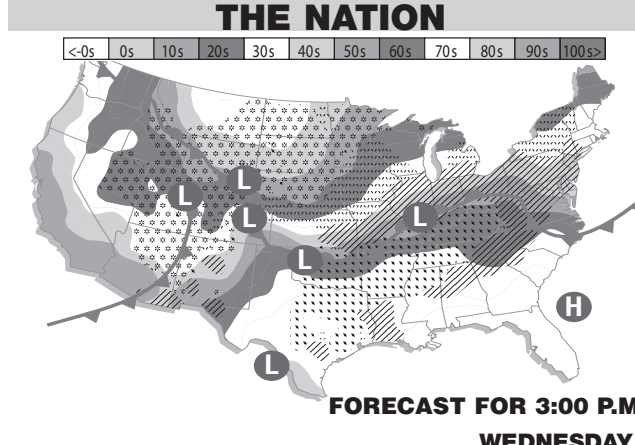 THE NATION
<-0s 0s 10s 20s 30s 40s 50s 60s 70s 80s 90s 100s>
L
L
L
L
L
H
L
FORECAST FOR 3:00 P.M
WEDNESDAY